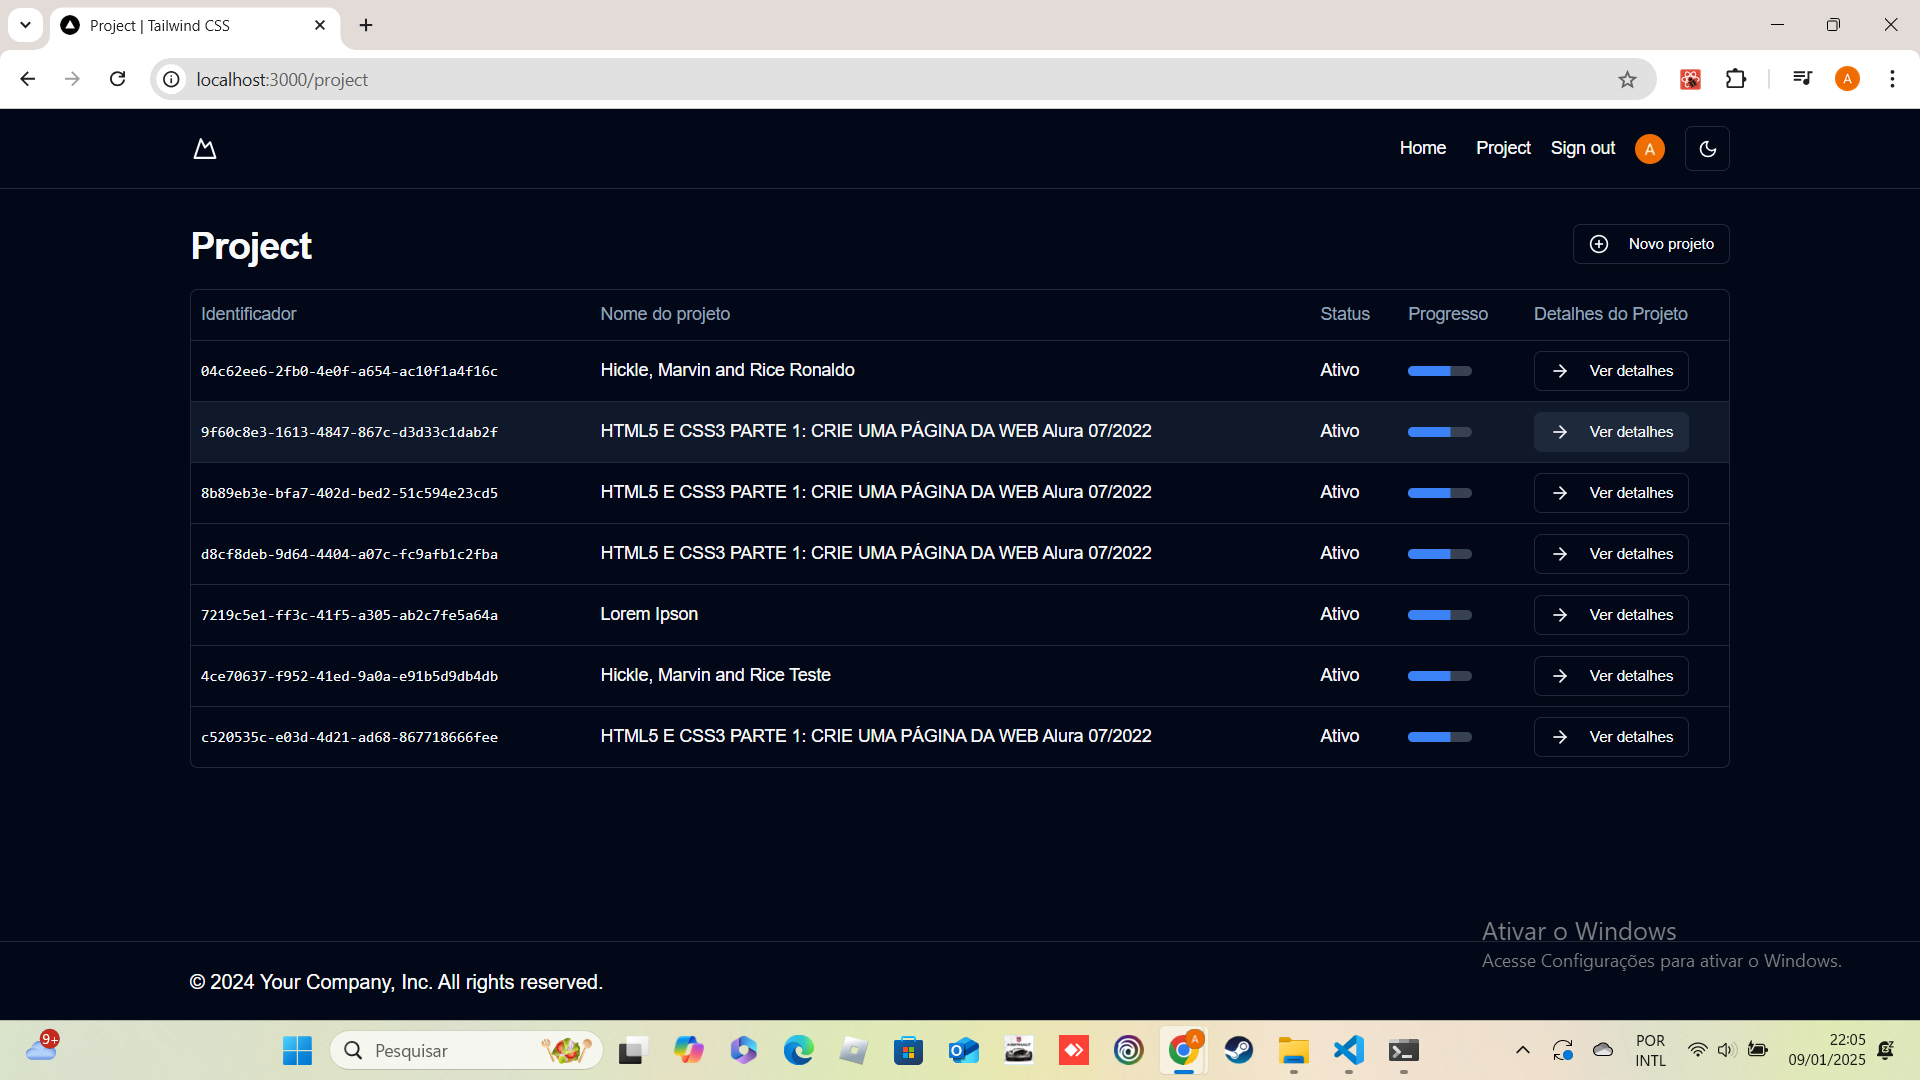 Project | Tailwind CSS
localhost:3000/project
A
Home Project Sign out A
Project
Novo projeto
Identificador Nome do projeto Status Progresso Detalhes do Projeto
04c62ee6-2fb0-4e0f-a654-ac10f1a4f16c Hickle, Marvin and Rice Ronaldo Ativo Ver detalhes
9f60c8e3-1613-4847-867c-d3d33c1dab2f HTML5 E CSS3 PARTE 1: CRIE UMA PÁGINA DA WEB Alura 07/2022 Ativo Ver detalhes
8b89eb3e-bfa7-402d-bed2-51c594e23cd5 HTML5 E CSS3 PARTE 1: CRIE UMA PÁGINA DA WEB Alura 07/2022 Ativo Ver detalhes
d8cf8deb-9d64-4404-a07c-fc9afb1c2fba HTML5 E CSS3 PARTE 1: CRIE UMA PÁGINA DA WEB Alura 07/2022 Ativo Ver detalhes
7219c5e1-ff3c-41f5-a305-ab2c7fe5a64a Lorem Ipson Ativo Ver detalhes
4ce70637-f952-41ed-9a0a-e91b5d9db4db Hickle, Marvin and Rice Teste Ativo Ver detalhes
c520535c-e03d-4d21-ad68-867718666fee HTML5 E CSS3 PARTE 1: CRIE UMA PÁGINA DA WEB Alura 07/2022 Ativo Ver detalhes
Ativar o Windows
Acesse Configurações para ativar o Windows.
© 2024 Your Company, Inc. All rights reserved.
9+
Pesquisar
A
POR
INTL
22:05
09/01/2025